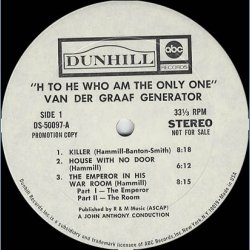 DUNHILL
abc
RECORDS
"H TO HE WHO AM THE ONLY ONE"
VAN DER GRAAF GENERATOR
SIDE 1
33⅓ RPM
DS-50097-A
STEREO
PROMOTION COPY
NOT FOR SALE
1. KILLER (Hammill-Banton-Smith) 8:18
2. HOUSE WITH NO DOOR
(Hammill) 6:12
3. THE EMPEROR IN HIS
WAR ROOM (Hammill) 8:15
Part I — The Emperor
Part II — The Room
Published by R & M Music (ASCAP)
A JOHN ANTHONY CONDUCTION